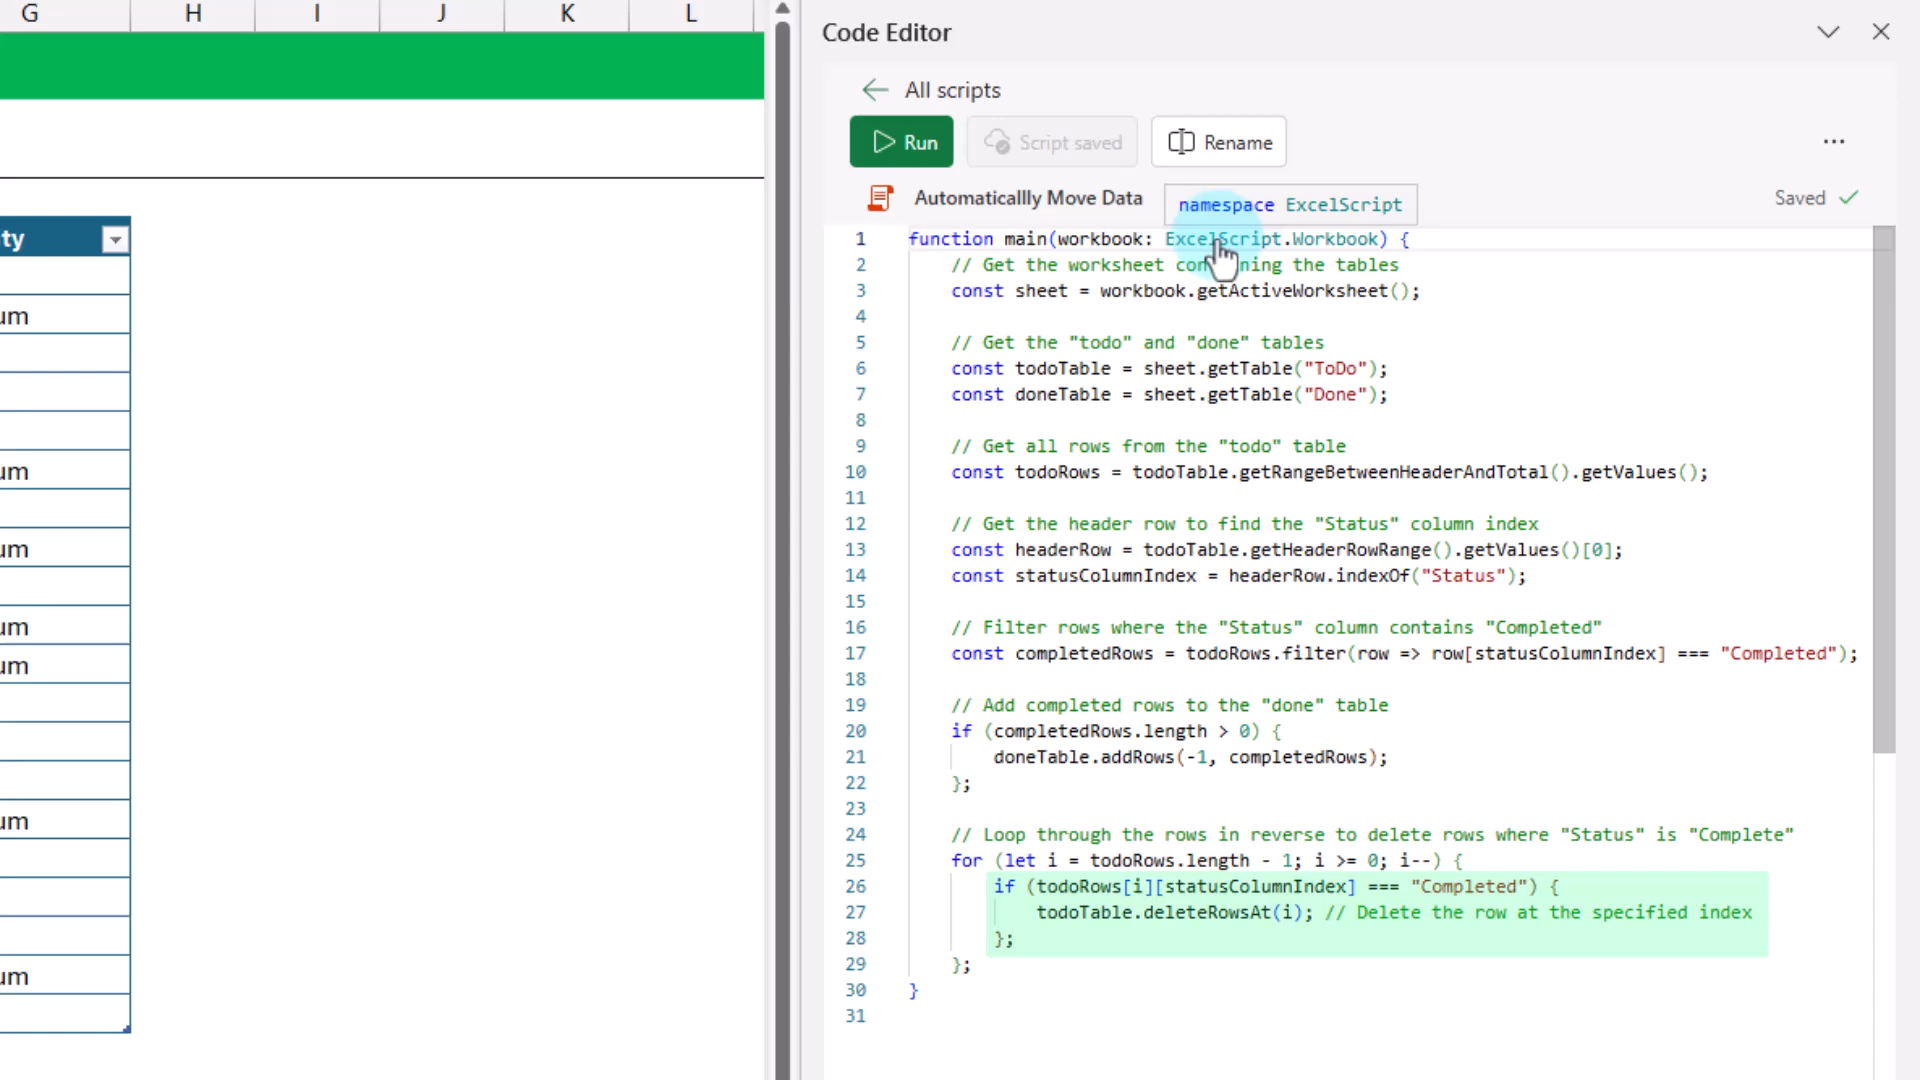 G H I J K L
ty
um
um
um
um
um
um
um
Code Editor
All scripts
Run Script saved Rename
Automaticallly Move Data
namespace ExcelScript
Saved
1 function main(workbook: ExcelScript.Workbook) {
2 // Get the worksheet con ning the tables
3 const sheet = workbook.getActiveWorksheet();
4
5 // Get the "todo" and "done" tables
6 const todoTable = sheet.getTable("ToDo");
7 const doneTable = sheet.getTable("Done");
8
9 // Get all rows from the "todo" table
10 const todoRows = todoTable.getRangeBetweenHeaderAndTotal().getValues();
11
12 // Get the header row to find the "Status" column index
13 const headerRow = todoTable.getHeaderRowRange().getValues()[0];
14 const statusColumnIndex = headerRow.indexOf("Status");
15
16 // Filter rows where the "Status" column contains "Completed"
17 const completedRows = todoRows.filter(row => row[statusColumnIndex] === "Completed");
18
19 // Add completed rows to the "done" table
20 if (completedRows.length > 0) {
21 doneTable.addRows(-1, completedRows);
22 };
23
24 // Loop through the rows in reverse to delete rows where "Status" is "Complete"
25 for (let i = todoRows.length - 1; i >= 0; i--) {
26 if (todoRows[i][statusColumnIndex] === "Completed") {
27 todoTable.deleteRowsAt(i); // Delete the row at the specified index
28 };
29 };
30 }
31